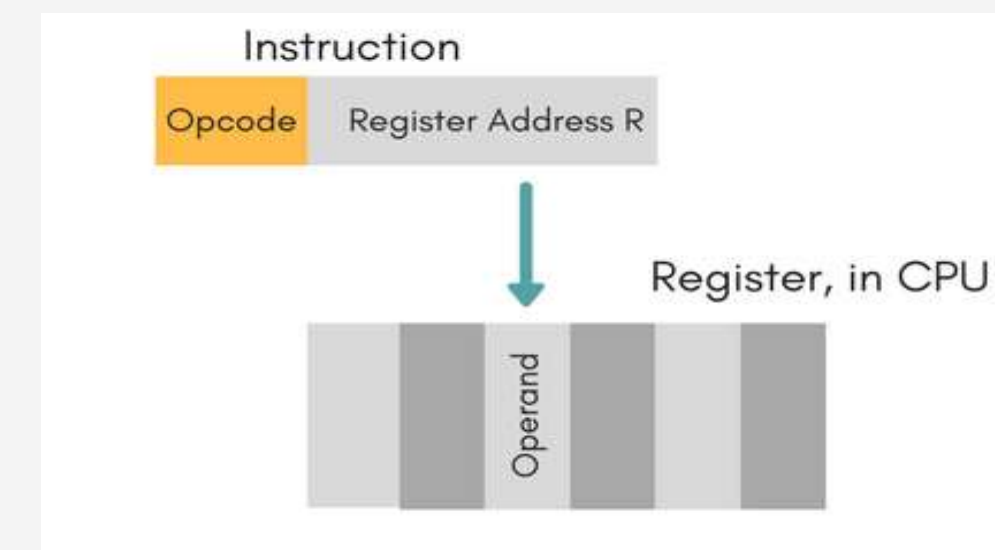 Instruction
Opcode Register Address R
Register, in CPU
Operand